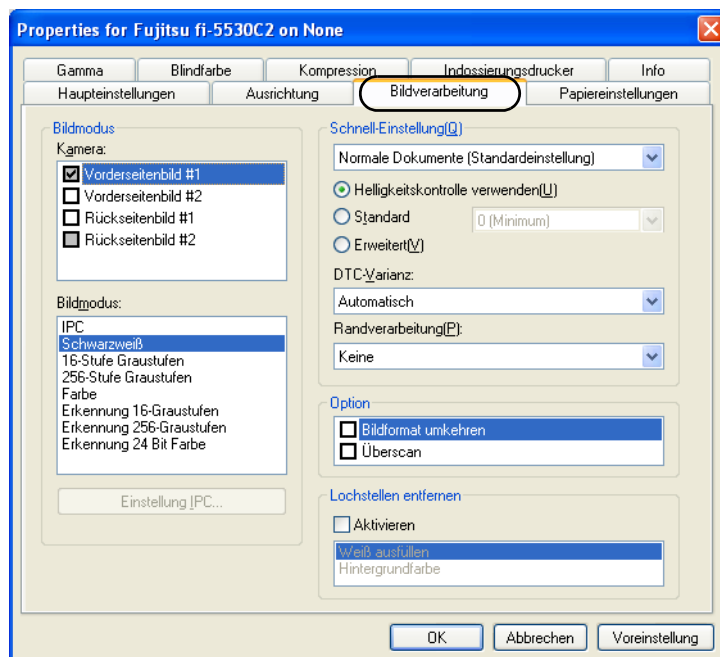 Properties for Fujitsu fi-5530C2 on None
Gamma
Blindfarbe
Kompression
Indossierungsdrucker
Info
Haupteinstellungen
Ausrichtung
Bildverarbeitung
Papiereinstellungen
Bildmodus
Kamera:
Vorderseitenbild #1
Vorderseitenbild #2
Rückseitenbild #1
Rückseitenbild #2
Bildmodus:
IPC
Schwarzweiß
16-Stufe Graustufen
256-Stufe Graustufen
Farbe
Erkennung 16-Graustufen
Erkennung 256-Graustufen
Erkennung 24 Bit Farbe
Einstellung IPC...
Schnell-Einstellung(Q)
Normale Dokumente (Standardeinstellung)
Helligkeitskontrolle verwenden(U)
Standard
0 (Minimum)
Erweitert(V)
DTC-Varianz:
Automatisch
Randverarbeitung(P):
Keine
Option
Bildformat umkehren
Überscan
Lochstellen entfernen
Aktivieren
Weiß ausfüllen
Hintergrundfarbe
OK
Abbrechen
Voreinstellung